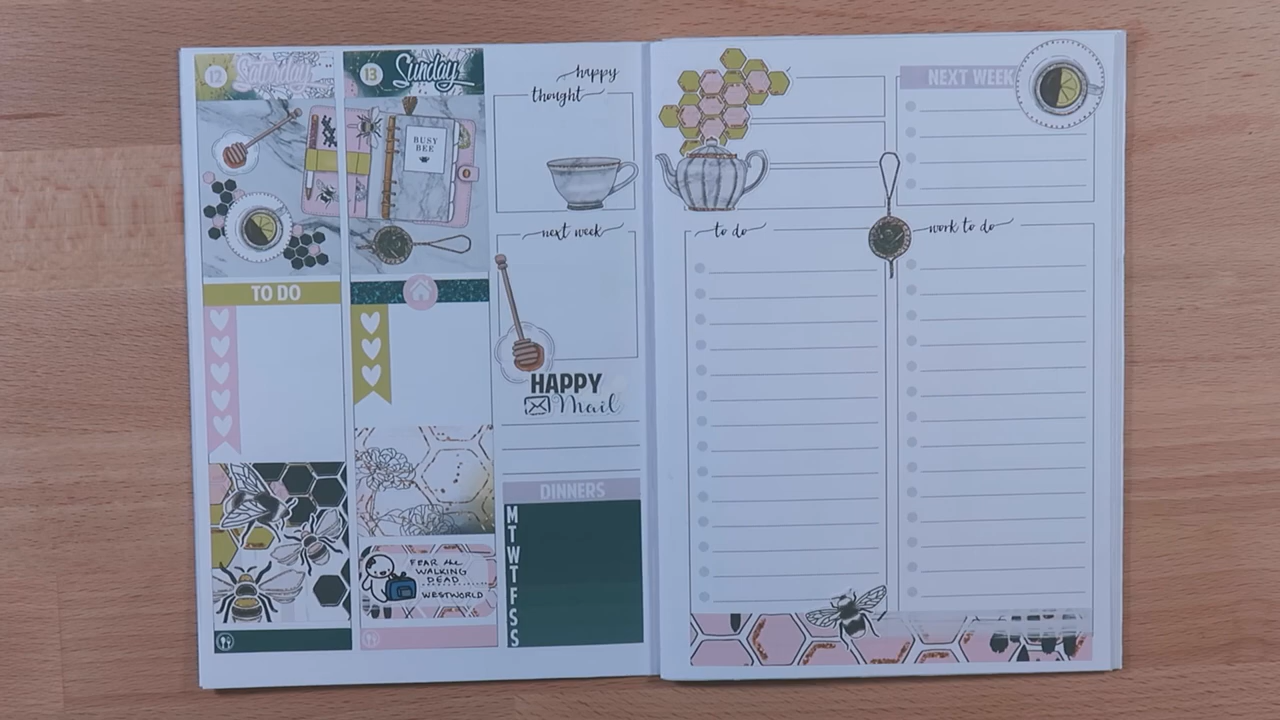 12 Saturday
13 Sunday
BUSY
BEE
TO DO
FEAR the
WALKING
DEAD
WESTWORLD
happy
thought
next week
HAPPY
Mail
DINNERS
M
T
W
T
F
S
S
NEXT WEEK
to do
work to do